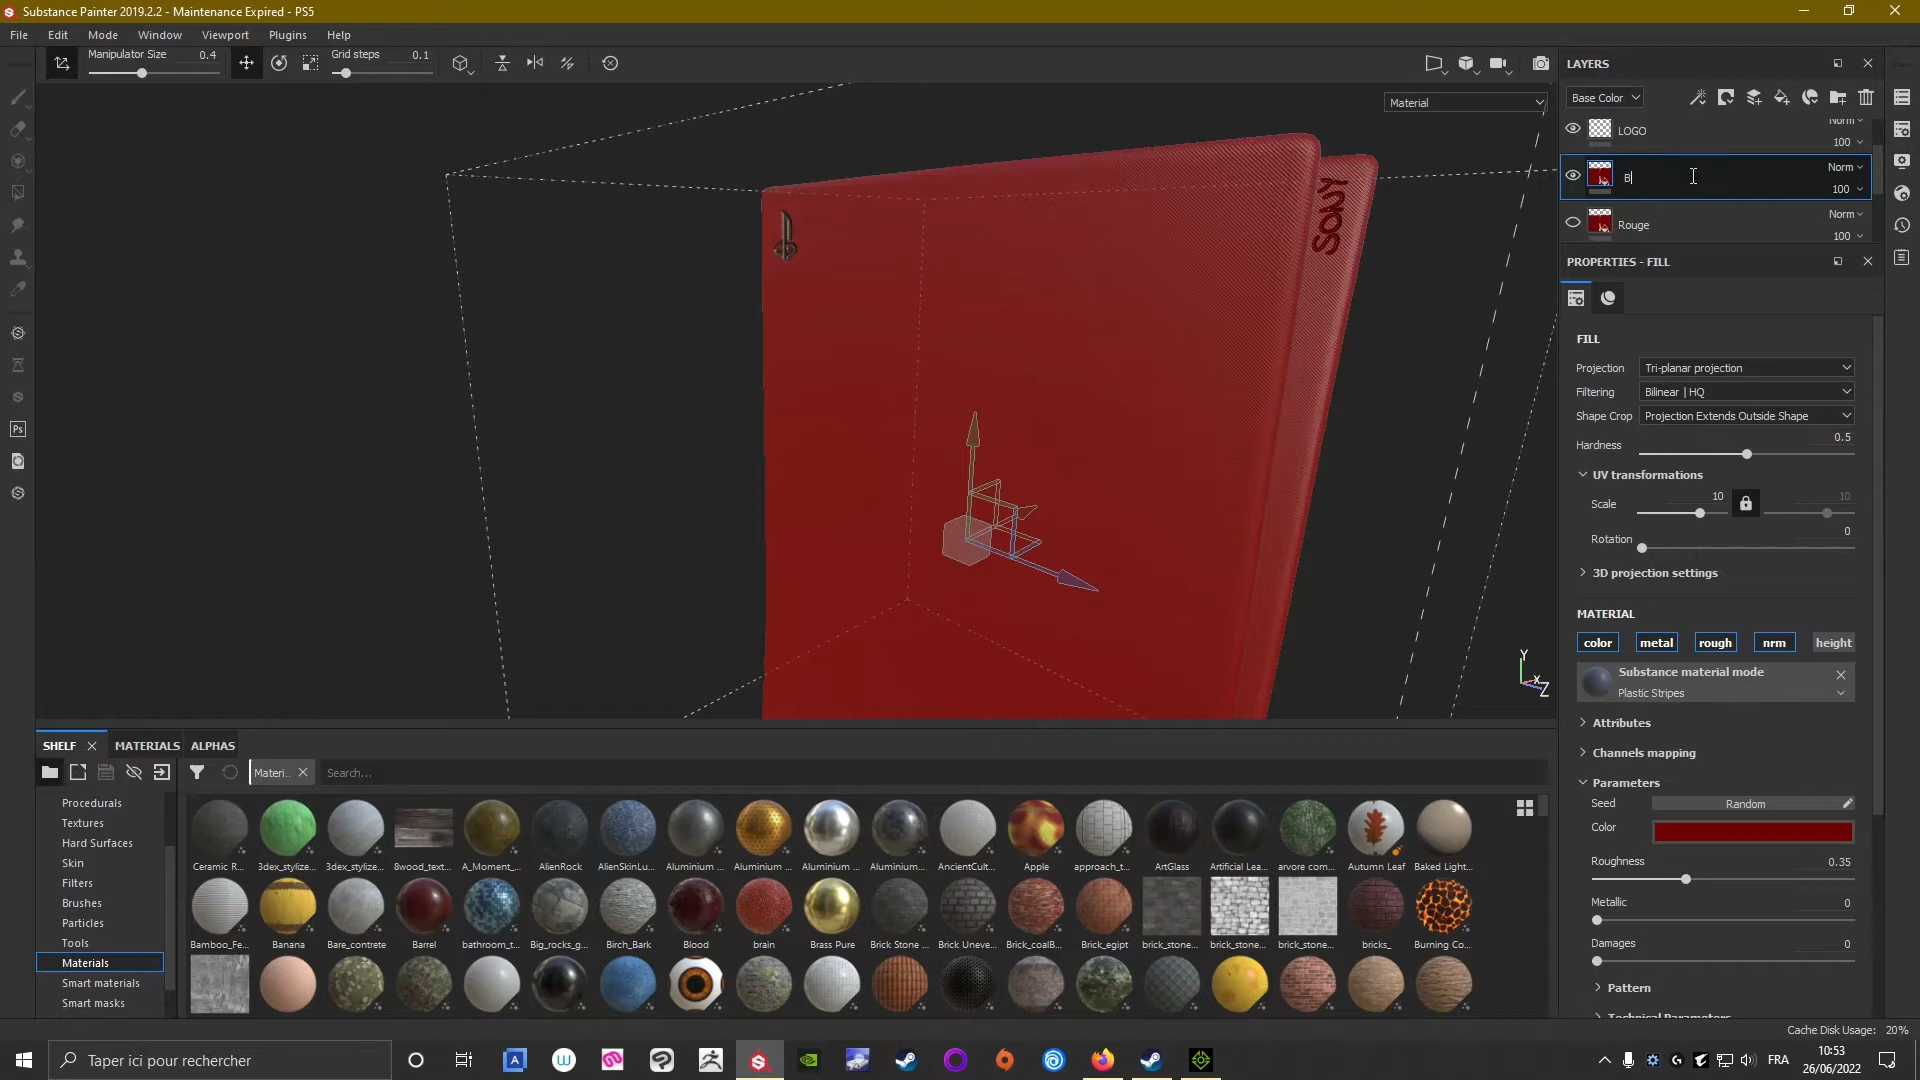 Substance Painter 2019.2.2 - Maintenance Expired - PS5
File Edit Mode Window Viewport Plugins Help
Manipulator Size 0.4
Grid steps 0.1
Material
SONY
LAYERS
Base Color
Norm
LOGO
100
Norm
B
100
Norm
Rouge
100
PROPERTIES - FILL
FILL
Projection Tri-planar projection
Filtering Bilinear | HQ
Shape Crop Projection Extends Outside Shape
Hardness 0.5
UV transformations
Scale 10 10
Rotation 0
3D projection settings
MATERIAL
color metal rough nrm height
Substance material mode
Plastic Stripes
Attributes
Channels mapping
Parameters
Seed Random
Color
Roughness 0.35
Metallic 0
Damages 0
Pattern
Technical Parameters
Y
X
Z
SHELF MATERIALS ALPHAS
Materi.. Search...
Procedurals
Textures
Hard Surfaces
Skin
Filters
Brushes
Particles
Tools
Materials
Smart materials
Smart masks
Ceramic R... 3dex_stylize... 3dex_stylize... 8wood_text... A_Moment_... AlienRock AlienSkinLu... Aluminium ... Aluminium ... Aluminium ... Aluminium... AncientCult... Apple approach_t... ArtGlass Artificial Lea... arvore com... Autumn Leaf Baked Light...
Bamboo_Fe... Banana Bare_contrete Barrel bathroom_t... Big_rocks_g... Birch_Bark Blood brain Brass Pure Brick Stone ... Brick Uneve... Brick_coalB... Brick_egipt brick_stone... brick_stone... brick_stone... bricks_ Burning Co...
Cache Disk Usage: 20%
Taper ici pour rechercher
Ps
FRA
10:53
26/06/2022